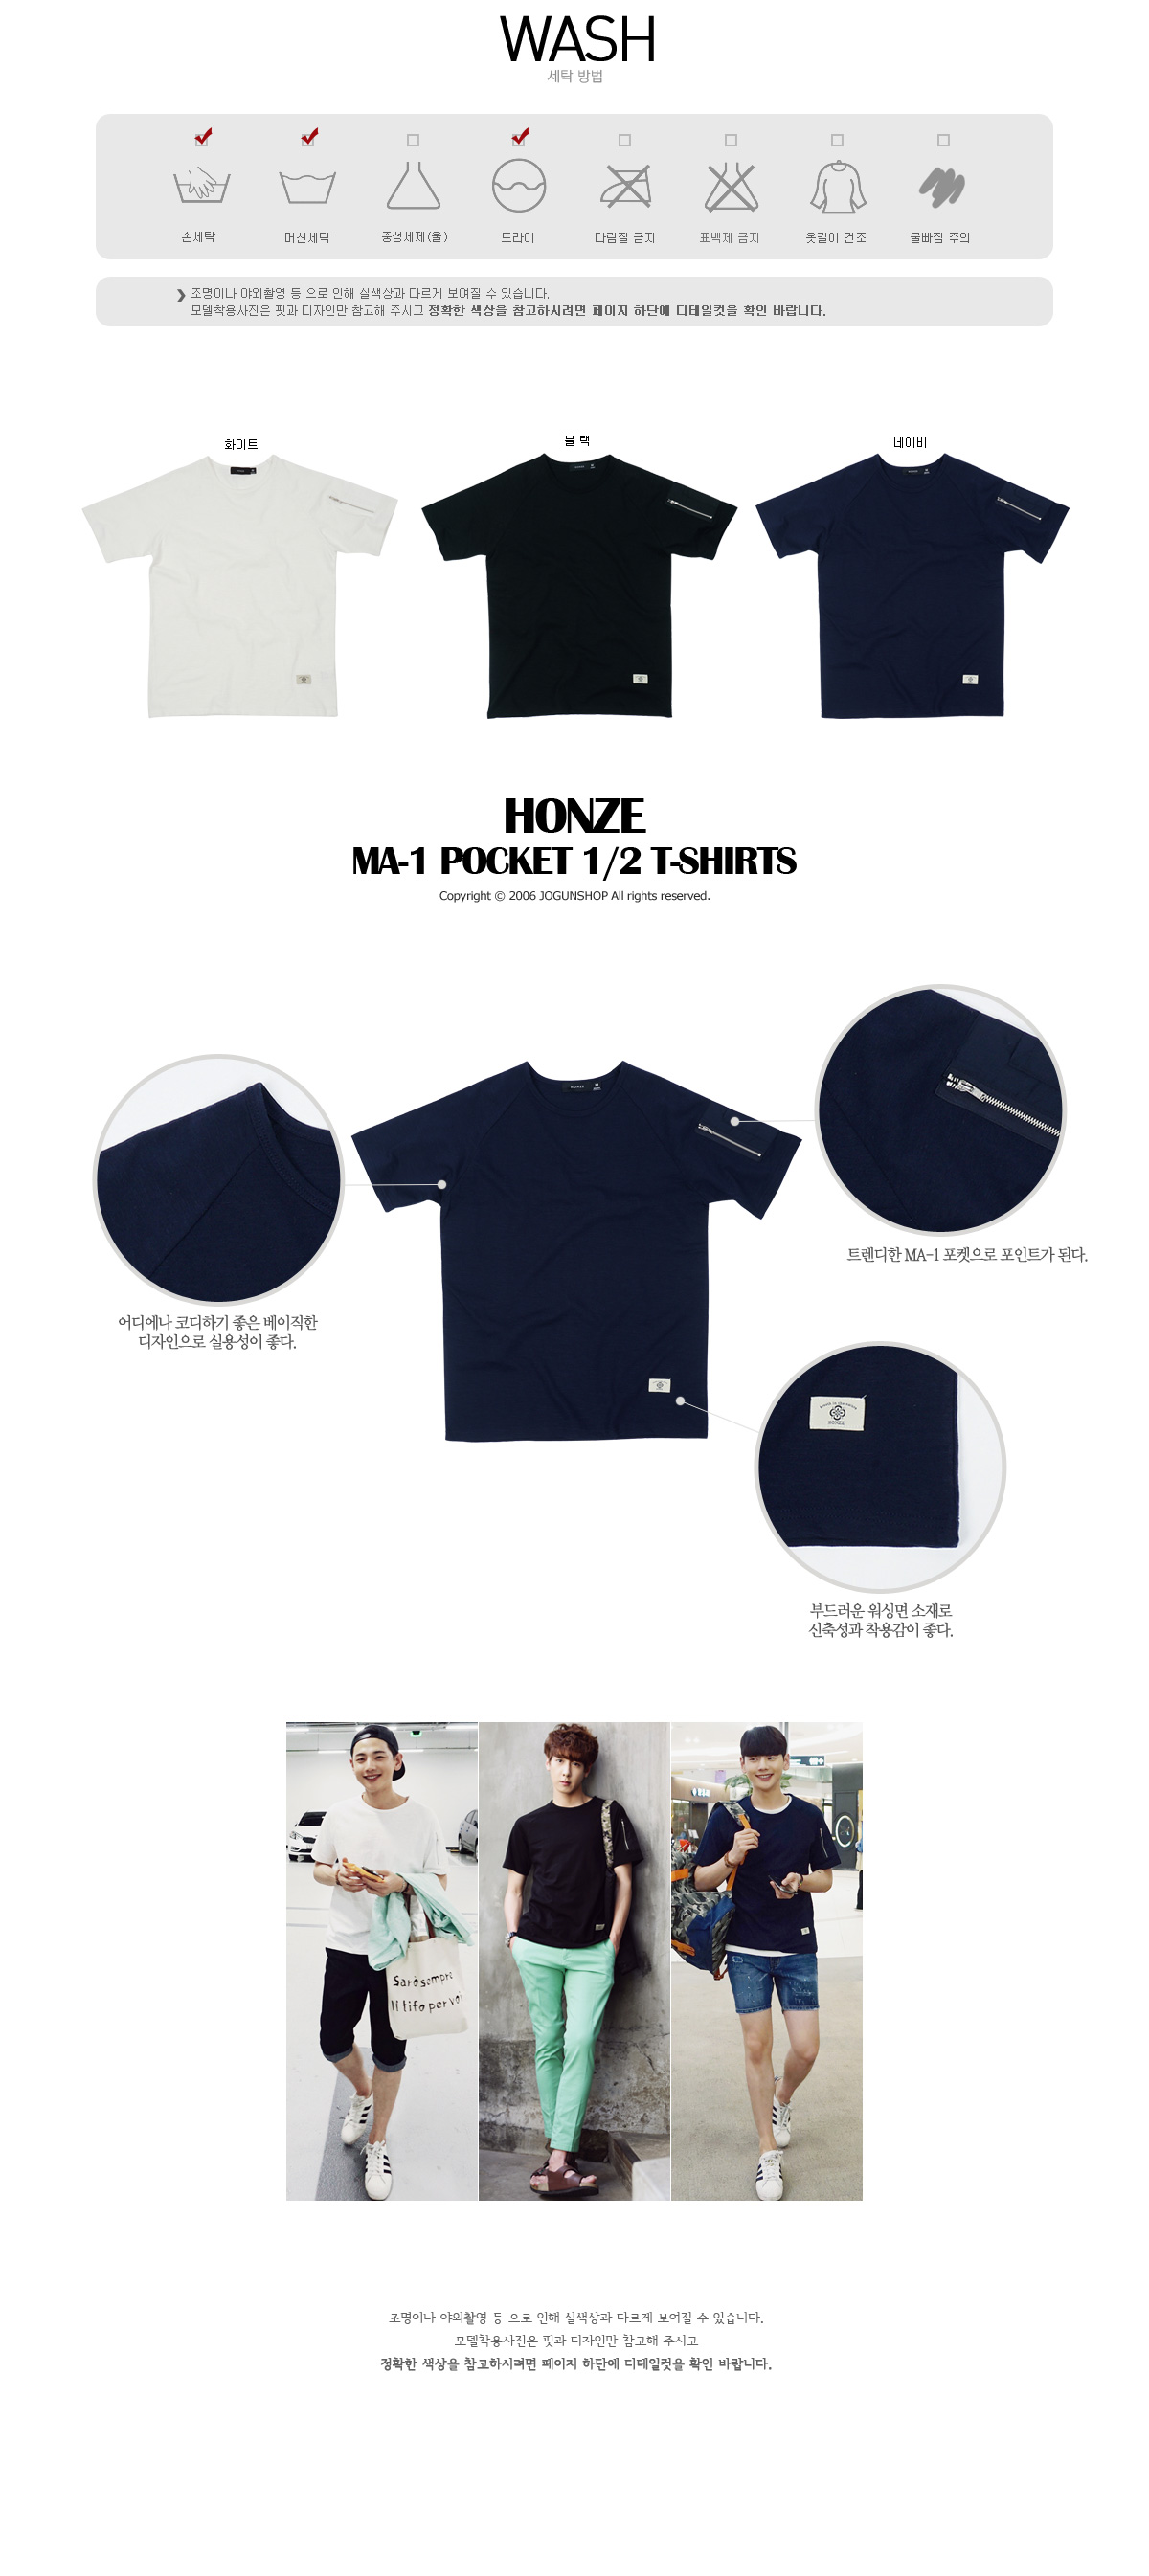 WASH
세탁 방법
손세탁
머신세탁
중성세제(울)
드라이
다림질 금지
표백제 금지
옷걸이 건조
물빠짐 주의
조명이나 야외촬영 등 으로 인해 실색상과 다르게 보여질 수 있습니다.
모델착용사진은 핏과 디자인만 참고해 주시고 정확한 색상을 참고하시려면 페이지 하단에 디테일컷을 확인 바랍니다.
화이트
블 랙
네이비
HONZE
MA-1 POCKET 1/2 T-SHIRTS
Copyright © 2006 JOGUNSHOP All rights reserved.
트렌디한 MA-1 포켓으로 포인트가 된다.
어디에나 코디하기 좋은 베이직한
디자인으로 실용성이 좋다.
HONZE
부드러운 워싱면 소재로
신축성과 착용감이 좋다.
Sarò sempre
il tifo per voi
조명이나 야외촬영 등 으로 인해 실색상과 다르게 보여질 수 있습니다.
모델착용사진은 핏과 디자인만 참고해 주시고
정확한 색상을 참고하시려면 페이지 하단에 디테일컷을 확인 바랍니다.